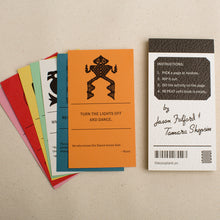 TURN THE LIGHTS OFF
AND DANCE.
INSTRUCTIONS:
1. PICK a page at random.
2. RIP it out.
3. DO the activity on the page.
4. REPEAT until book is empty.
by
Jason Fulford
&
Tamara Shopsin